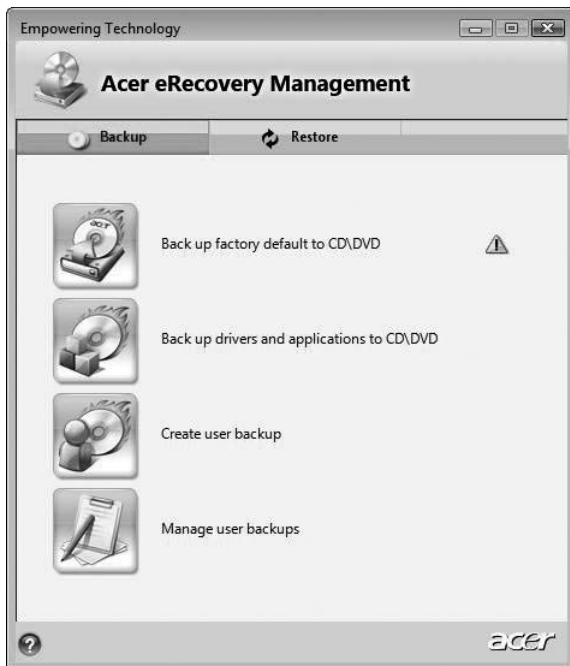 Empowering Technology
Acer eRecovery Management
Backup
Restore
acer
Back up factory default to CD\DVD
Back up drivers and applications to CD\DVD
Create user backup
Manage user backups
?
acer